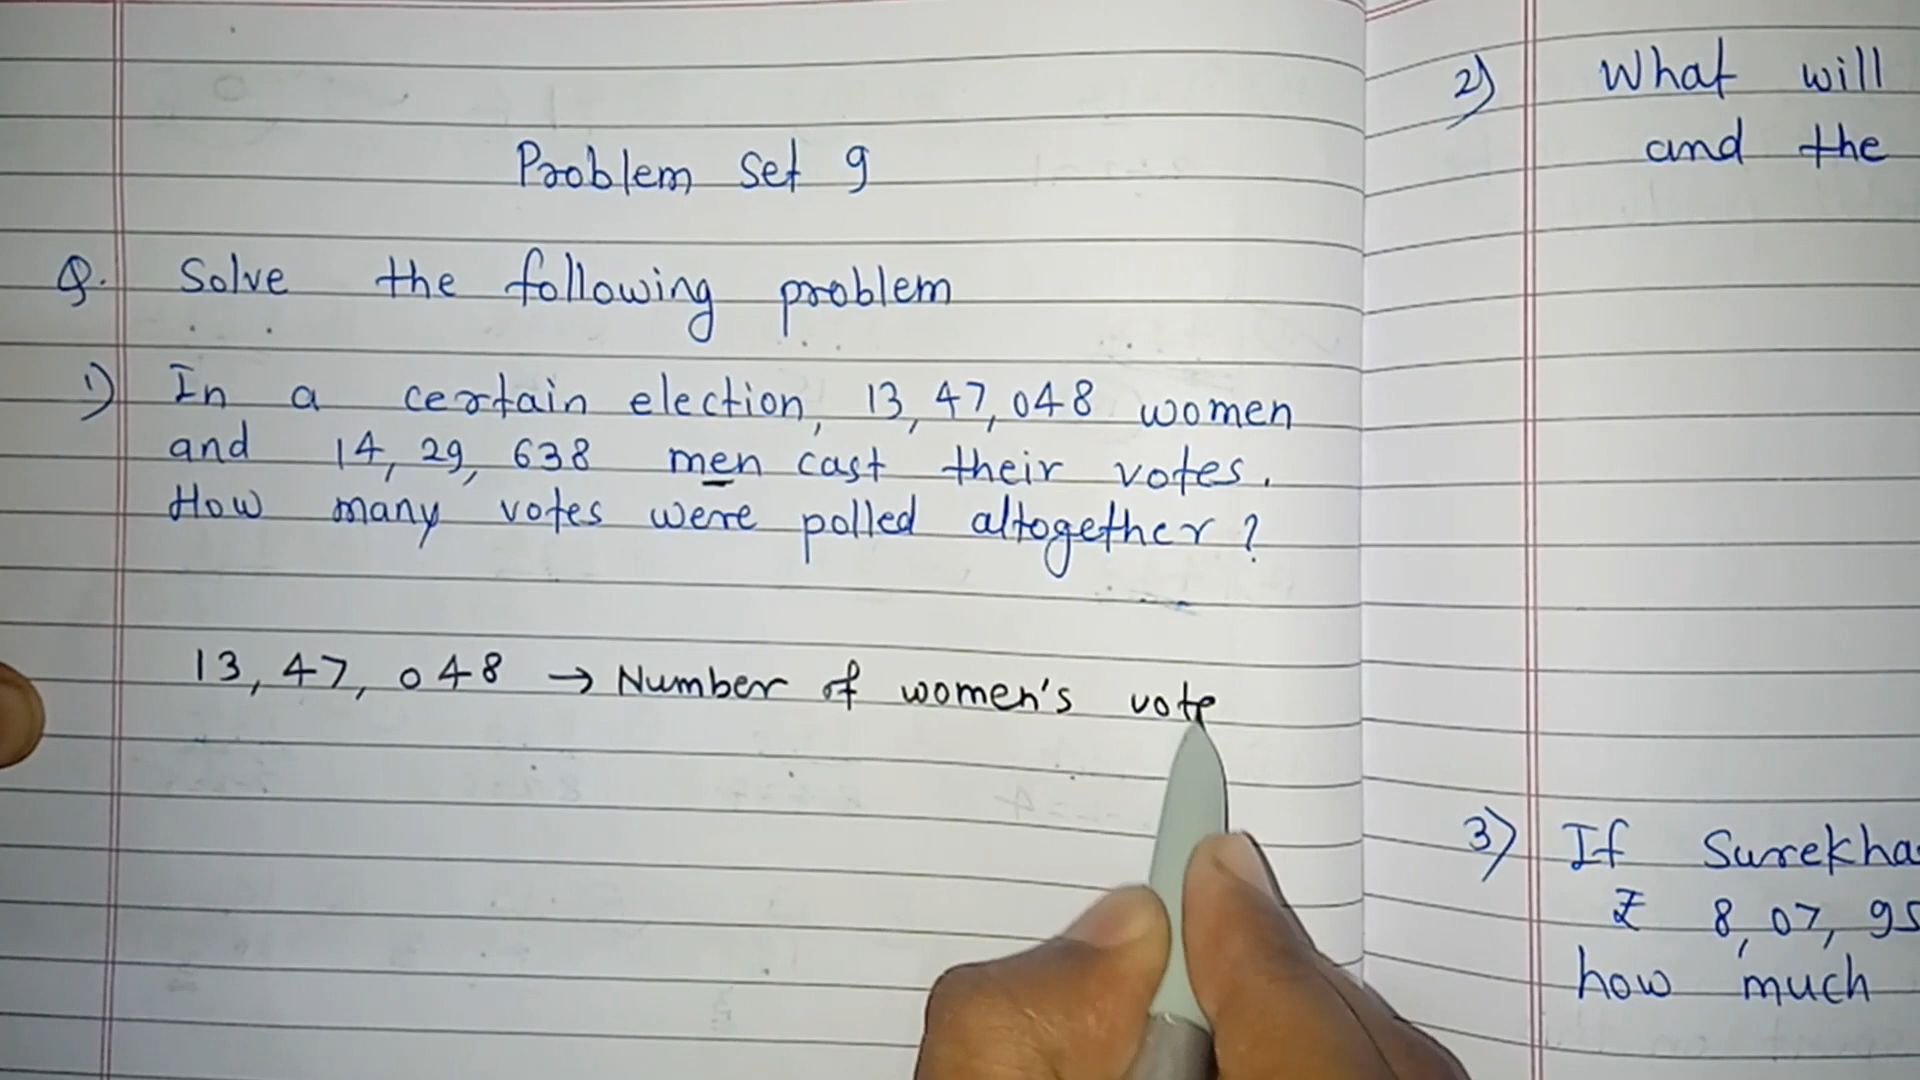 Problem Set 9
Q. Solve the following problem
1) In a certain election, 13,47,048 women
and 14, 29, 638 men cast their votes.
How many votes were polled altogether?
13, 47, 048 → Number of women's vote
2) What will
and the
3) If Surekha
₹ 8,07,95
how much